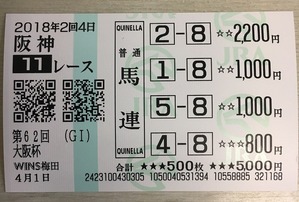 2018年2回4日
阪神
11レース
第62回 (GI)
大阪杯
WINS梅田
4月1日
QUINELLA
普通
馬連
QUINELLA
2-8 ☆☆2,200円
1-8 ☆☆1,000円
5-8 ☆☆1,000円
4-8 ☆☆☆800円
合計 ★★★500枚 ★★★5,000円
2423100430305 1050040531394 10558885 321168
JRA